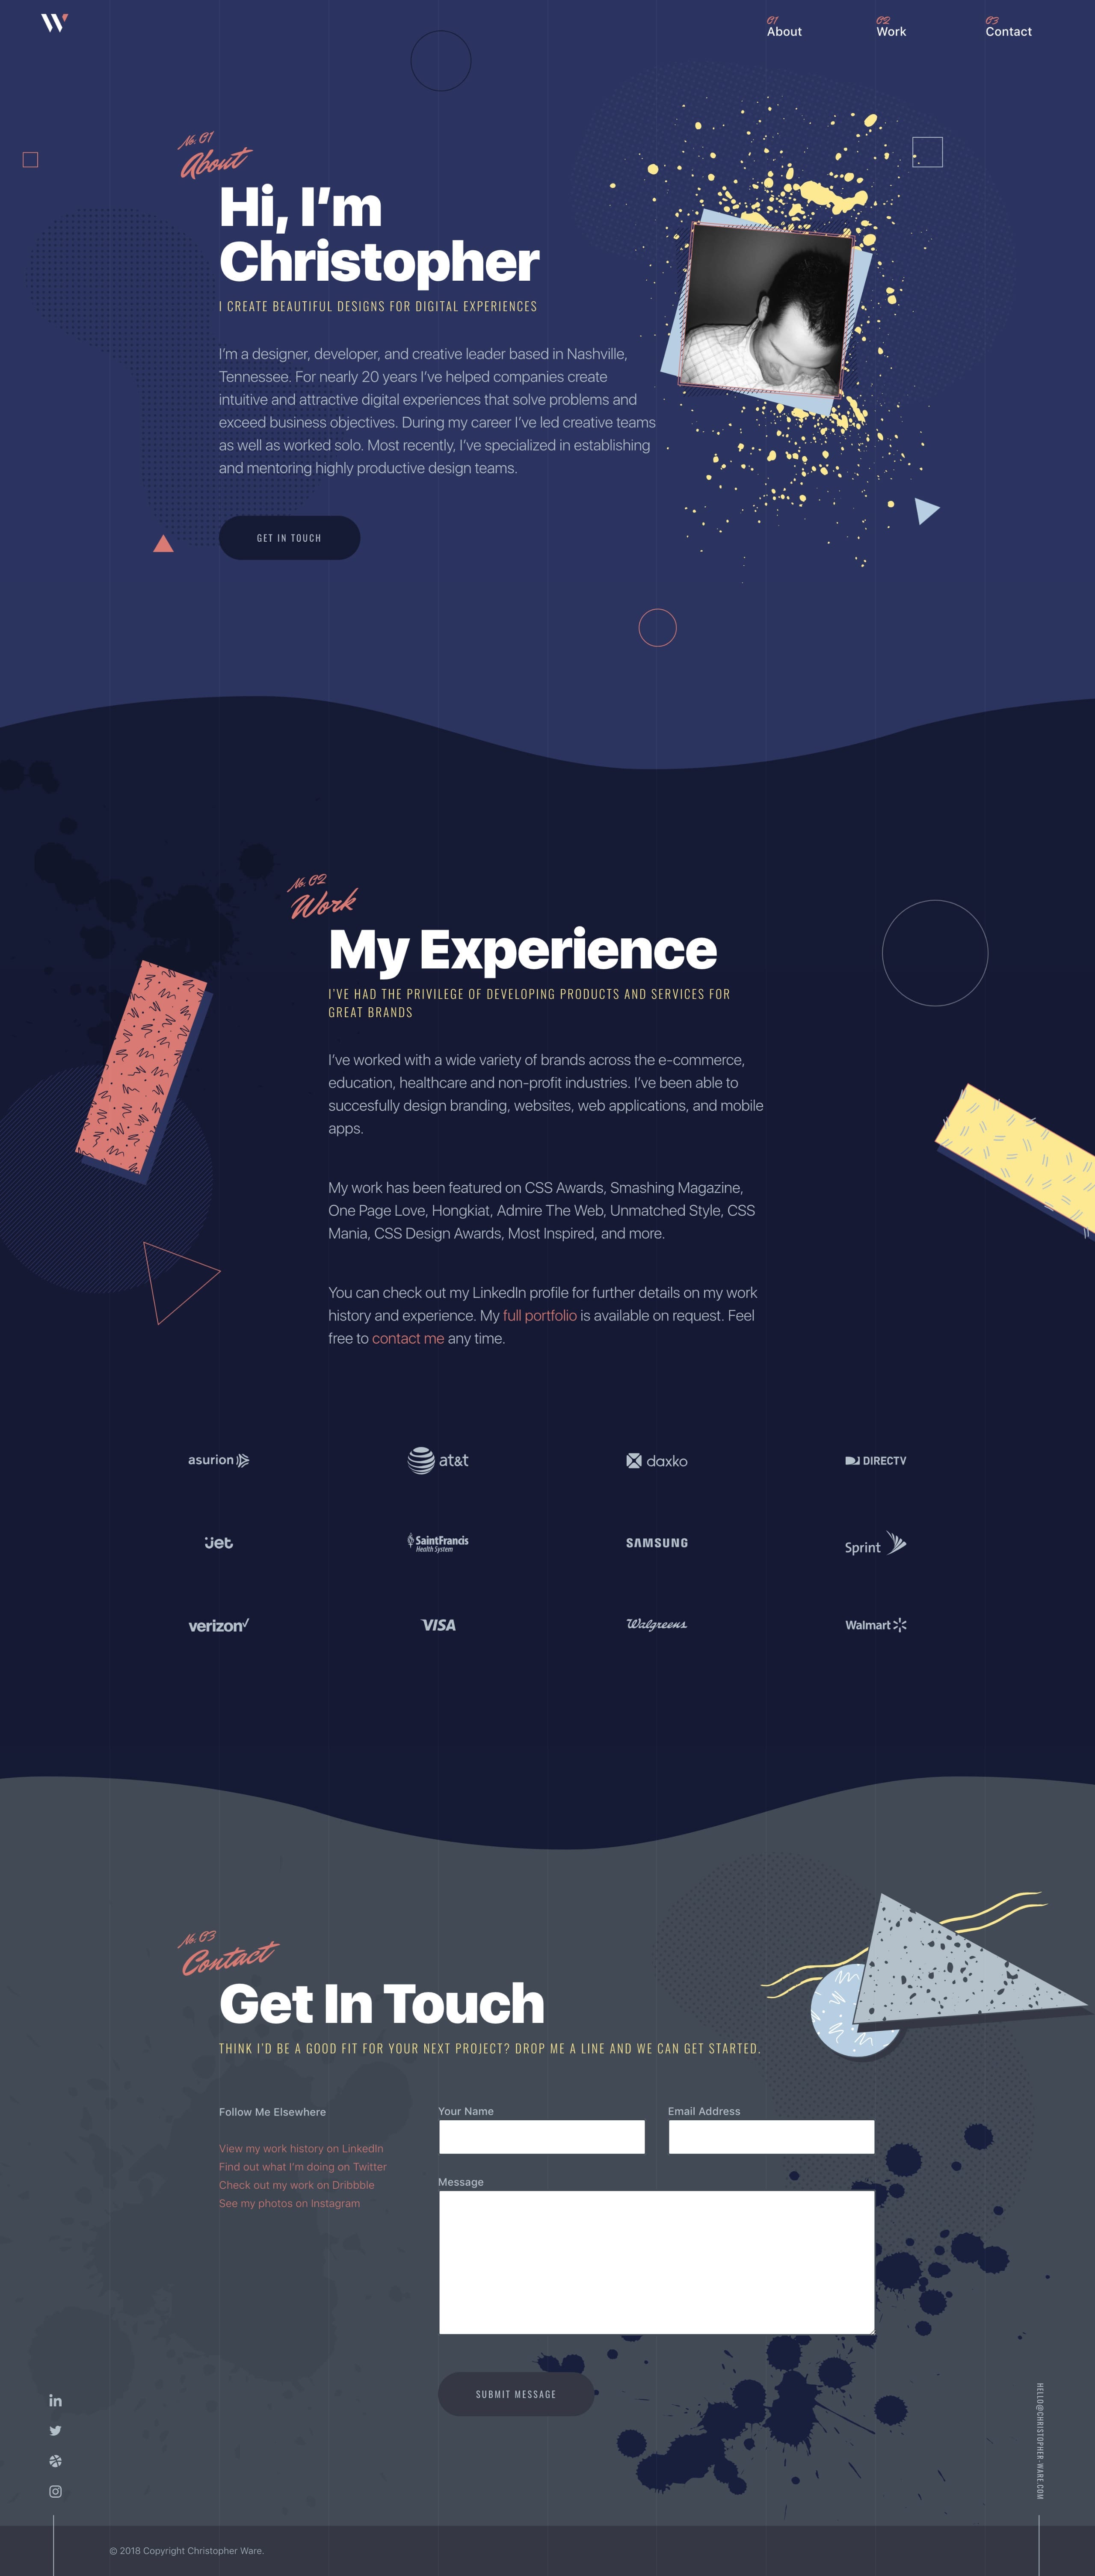 W
01
About
02
Work
03
Contact
No. 01
About
Hi, I’m
Christopher
I CREATE BEAUTIFUL DESIGNS FOR DIGITAL EXPERIENCES
I’m a designer, developer, and creative leader based in Nashville,
Tennessee. For nearly 20 years I’ve helped companies create
intuitive and attractive digital experiences that solve problems and
exceed business objectives. During my career I’ve led creative teams
as well as worked solo. Most recently, I’ve specialized in establishing
and mentoring highly productive design teams.
GET IN TOUCH
No. 02
Work
My Experience
I’VE HAD THE PRIVILEGE OF DEVELOPING PRODUCTS AND SERVICES FOR
GREAT BRANDS
I’ve worked with a wide variety of brands across the e-commerce,
education, healthcare and non-profit industries. I’ve been able to
succesfully design branding, websites, web applications, and mobile
apps.
My work has been featured on CSS Awards, Smashing Magazine,
One Page Love, Hongkiat, Admire The Web, Unmatched Style, CSS
Mania, CSS Design Awards, Most Inspired, and more.
You can check out my LinkedIn profile for further details on my work
history and experience. My full portfolio is available on request. Feel
free to contact me any time.
asurion
at&t
daxko
DIRECTV
jet
SaintFrancis
Health System
SAMSUNG
Sprint
verizon
VISA
Walgreens
Walmart
No. 03
Contact
Get In Touch
THINK I’D BE A GOOD FIT FOR YOUR NEXT PROJECT? DROP ME A LINE AND WE CAN GET STARTED.
Follow Me Elsewhere
View my work history on LinkedIn
Find out what I’m doing on Twitter
Check out my work on Dribbble
See my photos on Instagram
Your Name
Email Address
Message
SUBMIT MESSAGE
in
HELLO@CHRISTOPHER-WARE.COM
© 2018 Copyright Christopher Ware.